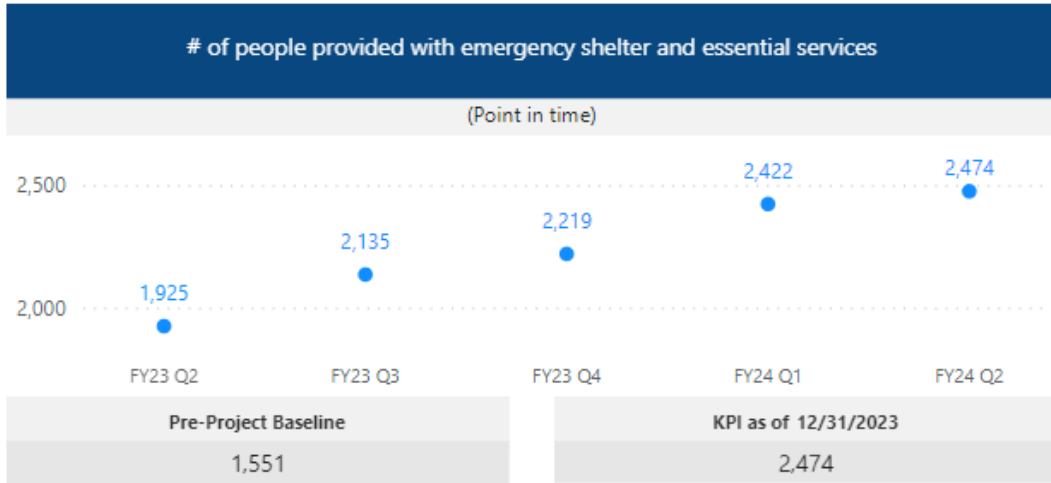 # of people provided with emergency shelter and essential services
(Point in time)
2,500
2,000
1,925
2,135
2,219
2,422
2,474
FY23 Q2 FY23 Q3 FY23 Q4 FY24 Q1 FY24 Q2
Pre-Project Baseline KPI as of 12/31/2023
1,551 2,474